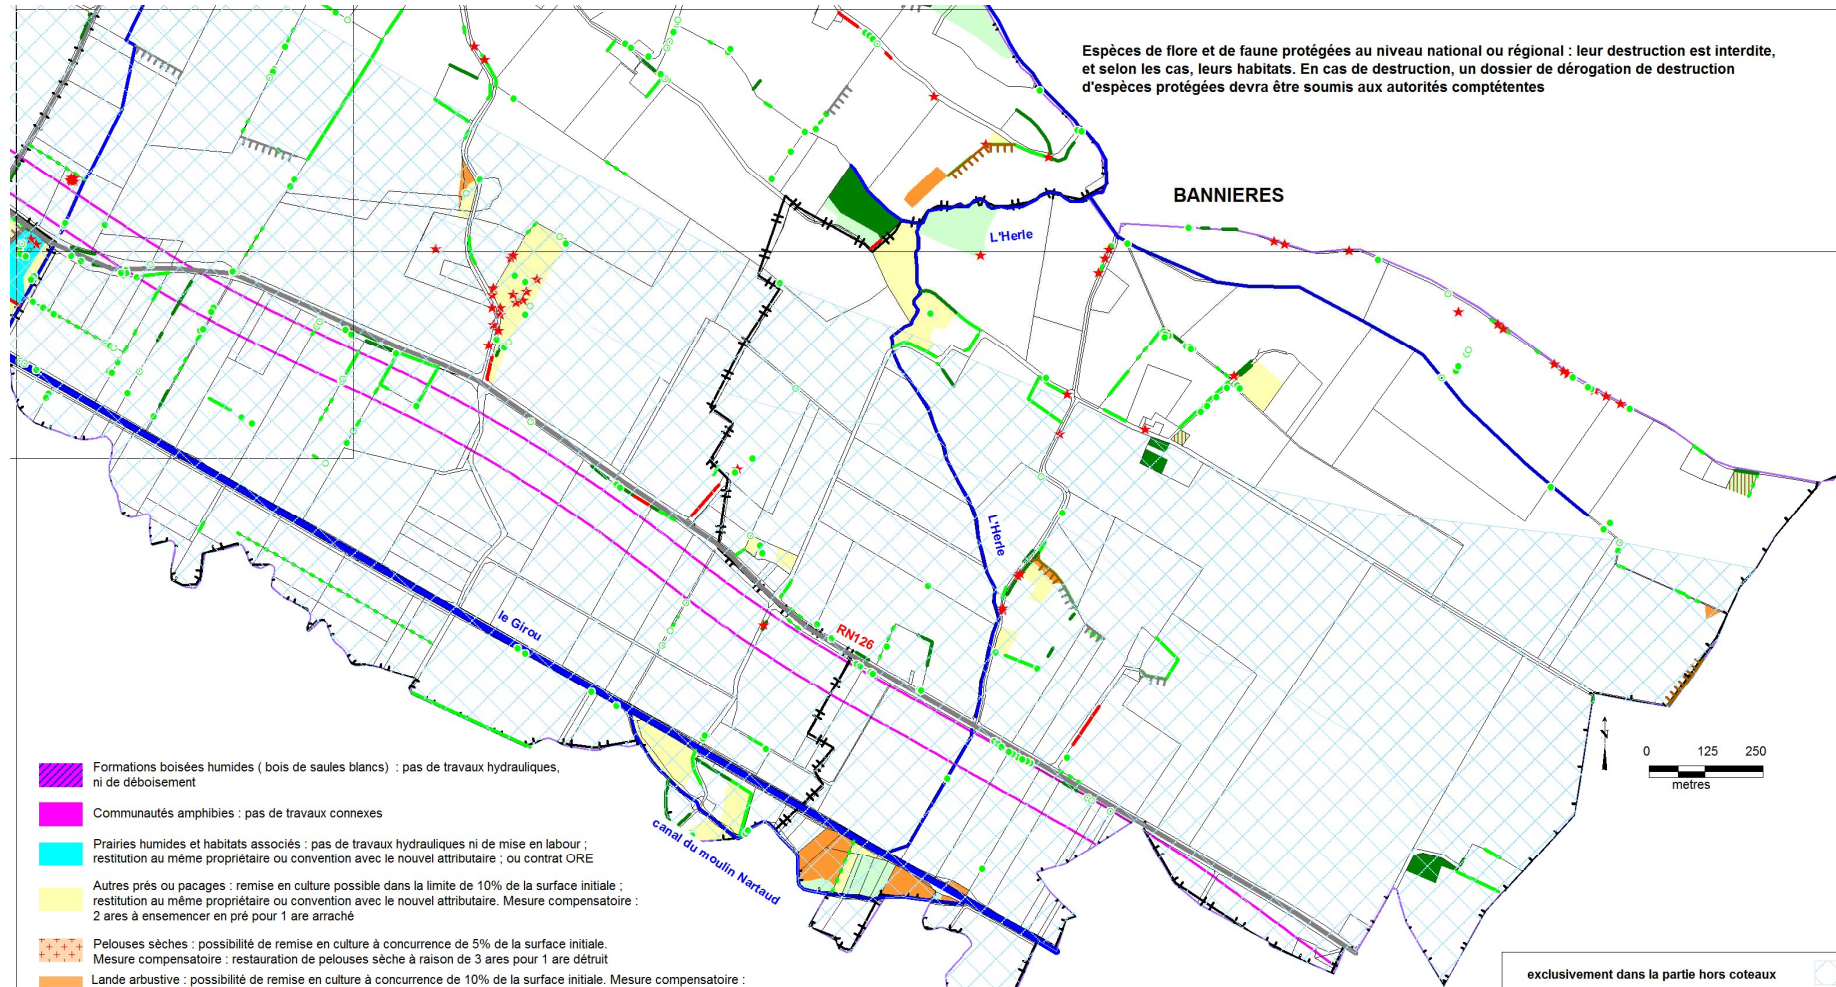 Espèces de flore et de faune protégées au niveau national ou régional : leur destruction est interdite,
et selon les cas, leurs habitats. En cas de destruction, un dossier de dérogation de destruction
d'espèces protégées devra être soumis aux autorités comptétentes
BANNIERES
L'Herle
L'Herle
le Girou
RN126
canal du moulin Nartaud
N
0 125 250
metres
Formations boisées humides ( bois de saules blancs) : pas de travaux hydrauliques,
ni de déboisement
Communautés amphibies : pas de travaux connexes
Prairies humides et habitats associés : pas de travaux hydrauliques ni de mise en labour ;
restitution au même propriétaire ou convention avec le nouvel attributaire ; ou contrat ORE
Autres prés ou pacages : remise en culture possible dans la limite de 10% de la surface initiale ;
restitution au même propriétaire ou convention avec le nouvel attributaire. Mesure compensatoire :
2 ares à ensemencer en pré pour 1 are arraché
Pelouses sèches : possibilité de remise en culture à concurrence de 5% de la surface initiale.
Mesure compensatoire : restauration de pelouses sèche à raison de 3 ares pour 1 are détruit
Lande arbustive : possibilité de remise en culture à concurrence de 10% de la surface initiale. Mesure compensatoire :
exclusivement dans la partie hors coteaux